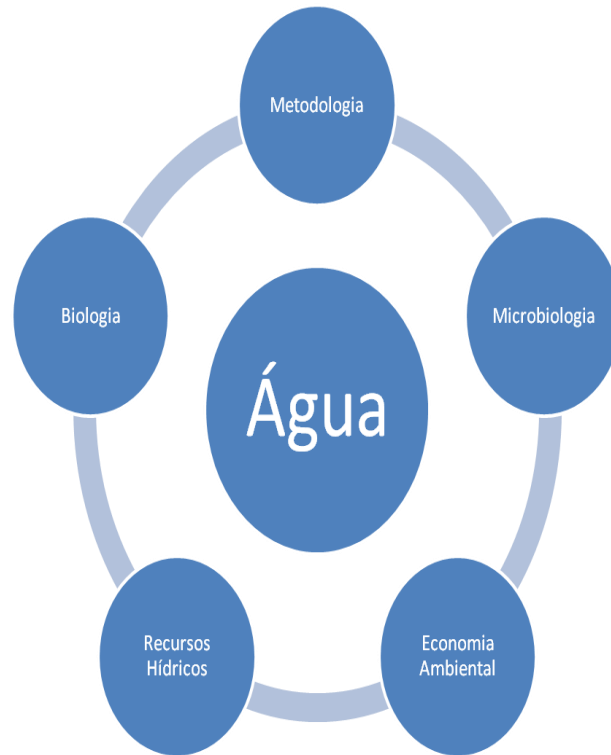 Metodologia
Biologia
Microbiologia
Água
Recursos
Hídricos
Economia
Ambiental